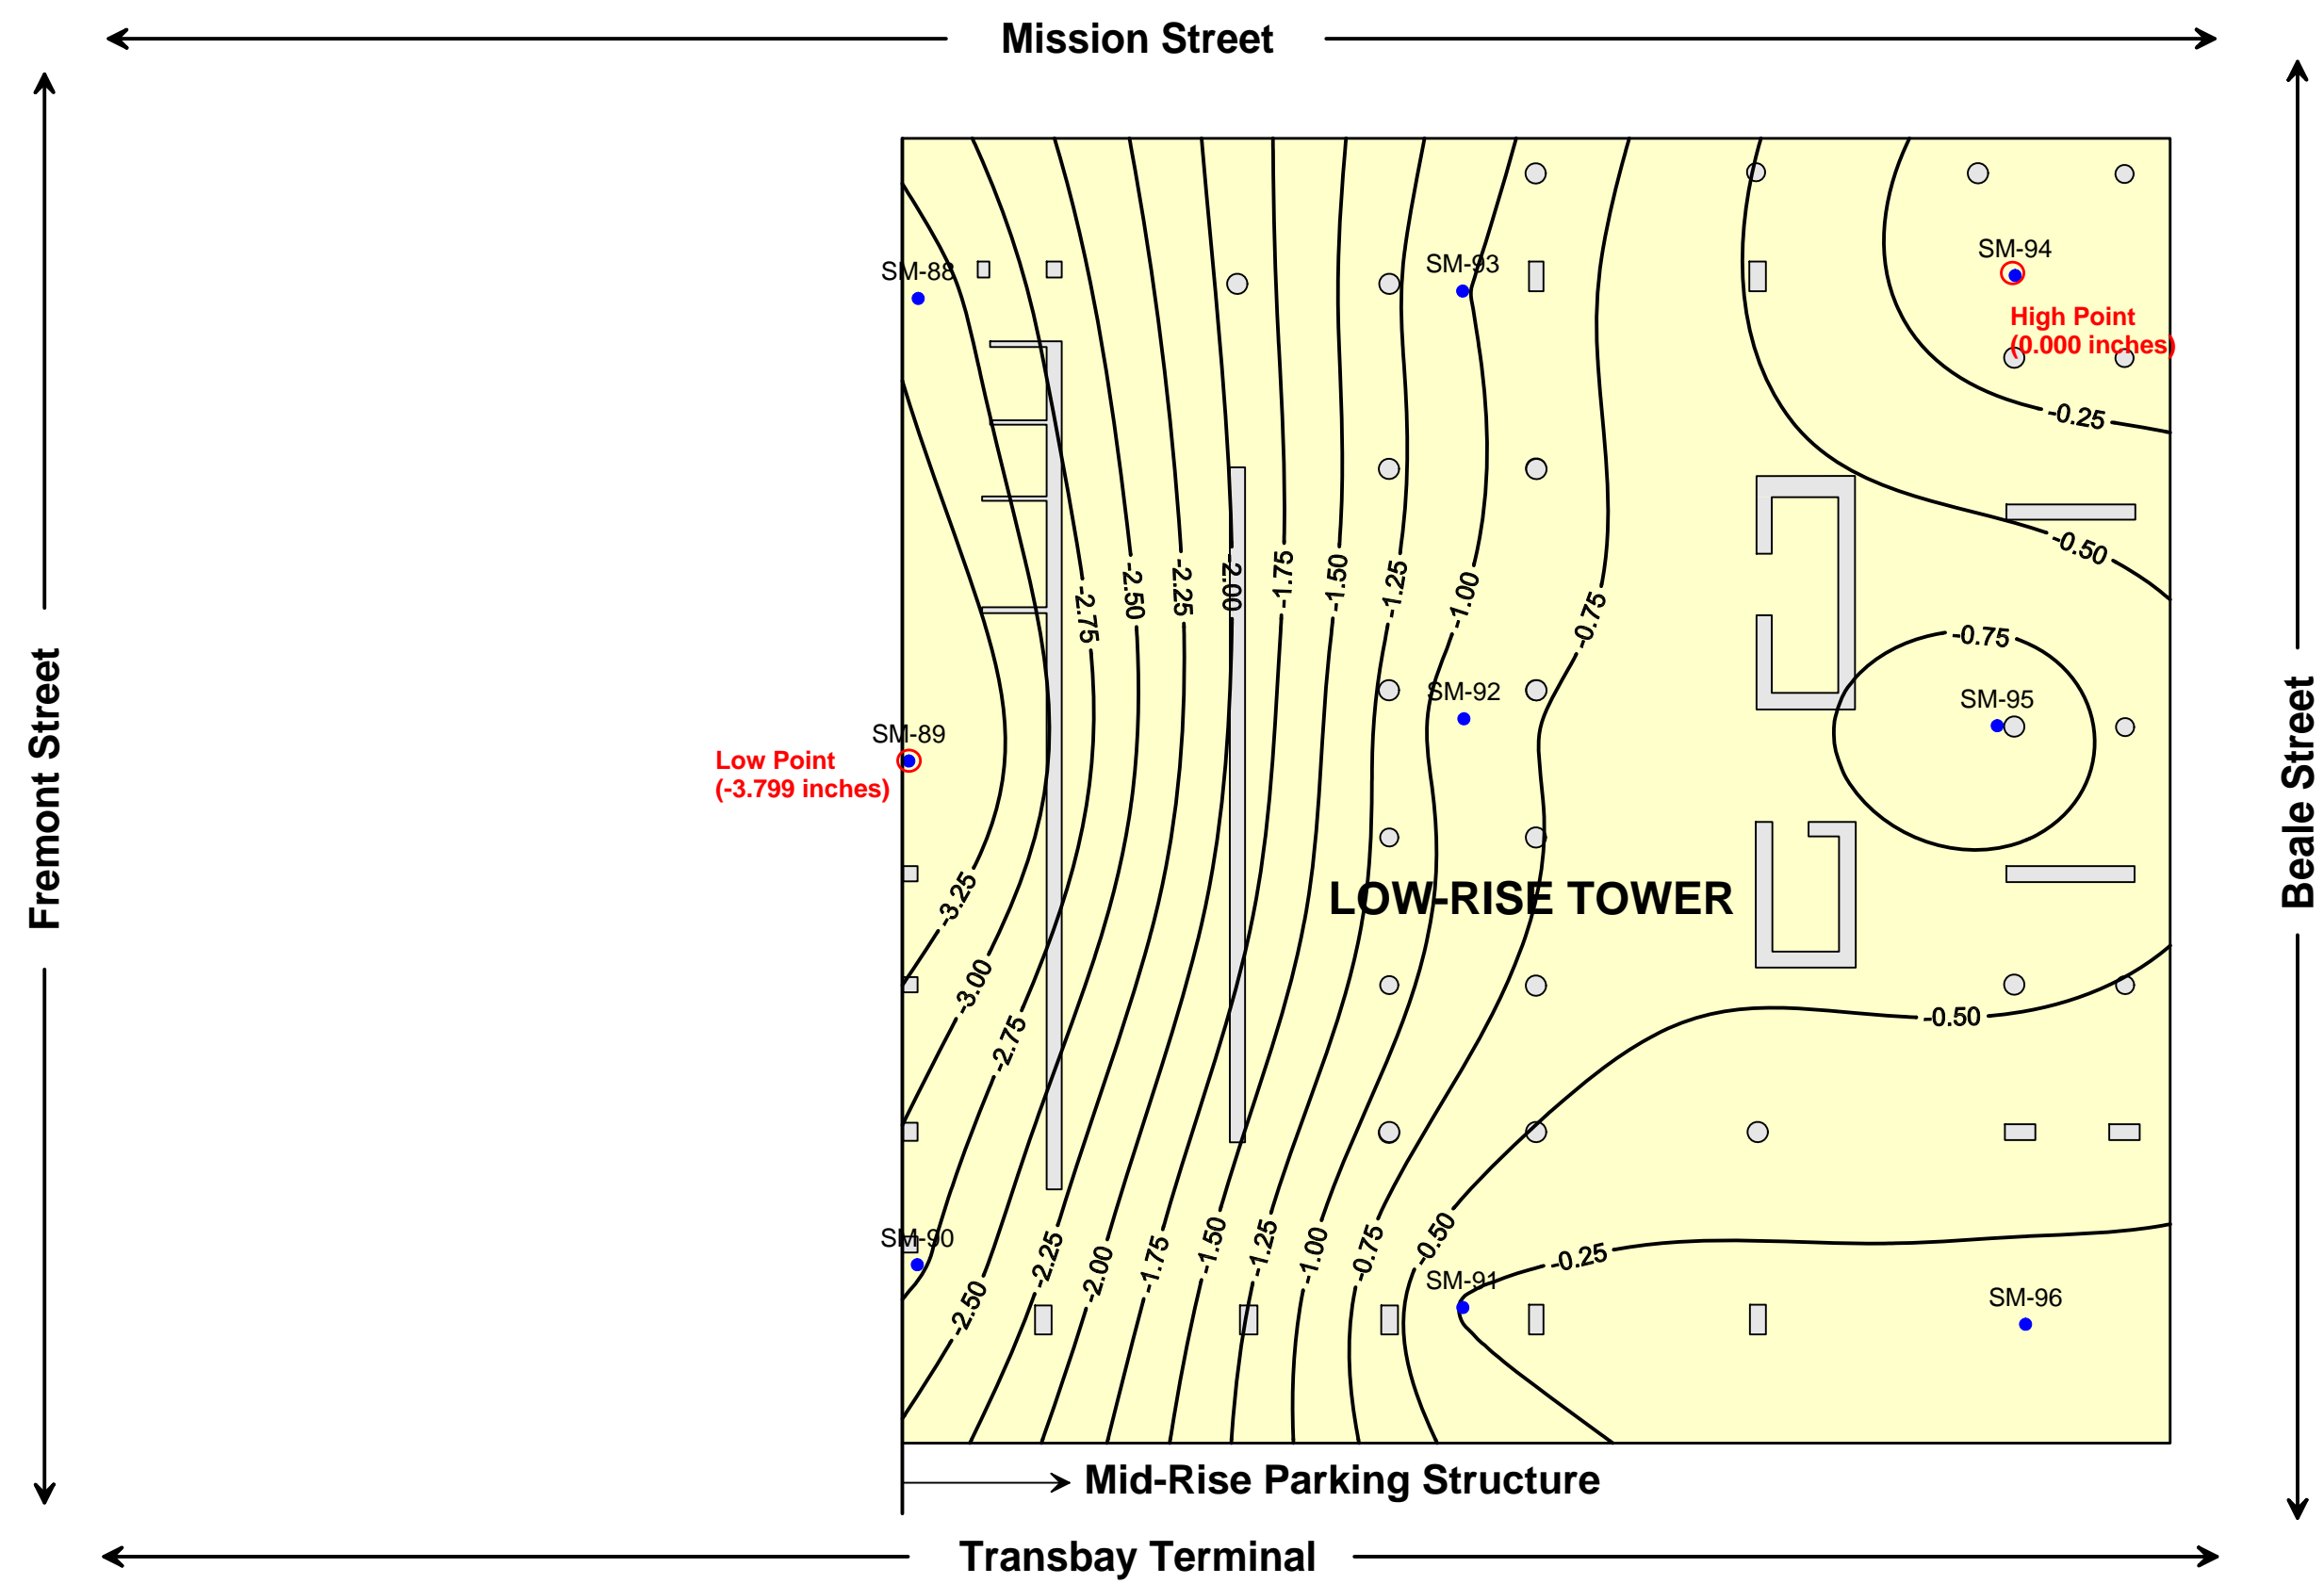 Mission Street
SM-88
SM-93
SM-94
High Point
(0.000 inches)
-0.25
-0.50
-2.75
-2.50
-2.25
-2.00
-1.75
-1.50
-1.25
-1.00
-0.75
-0.75
Fremont Street
Beale Street
SM-89
SM-92
SM-95
Low Point
(-3.799 inches)
LOW-RISE TOWER
-3.25
-3.00
-2.75
-0.50
SM-90
-2.50
-2.25
-2.00
-1.75
-1.50
-1.25
-1.00
-0.75
-0.50
-0.25
SM-91
SM-96
Mid-Rise Parking Structure
Transbay Terminal